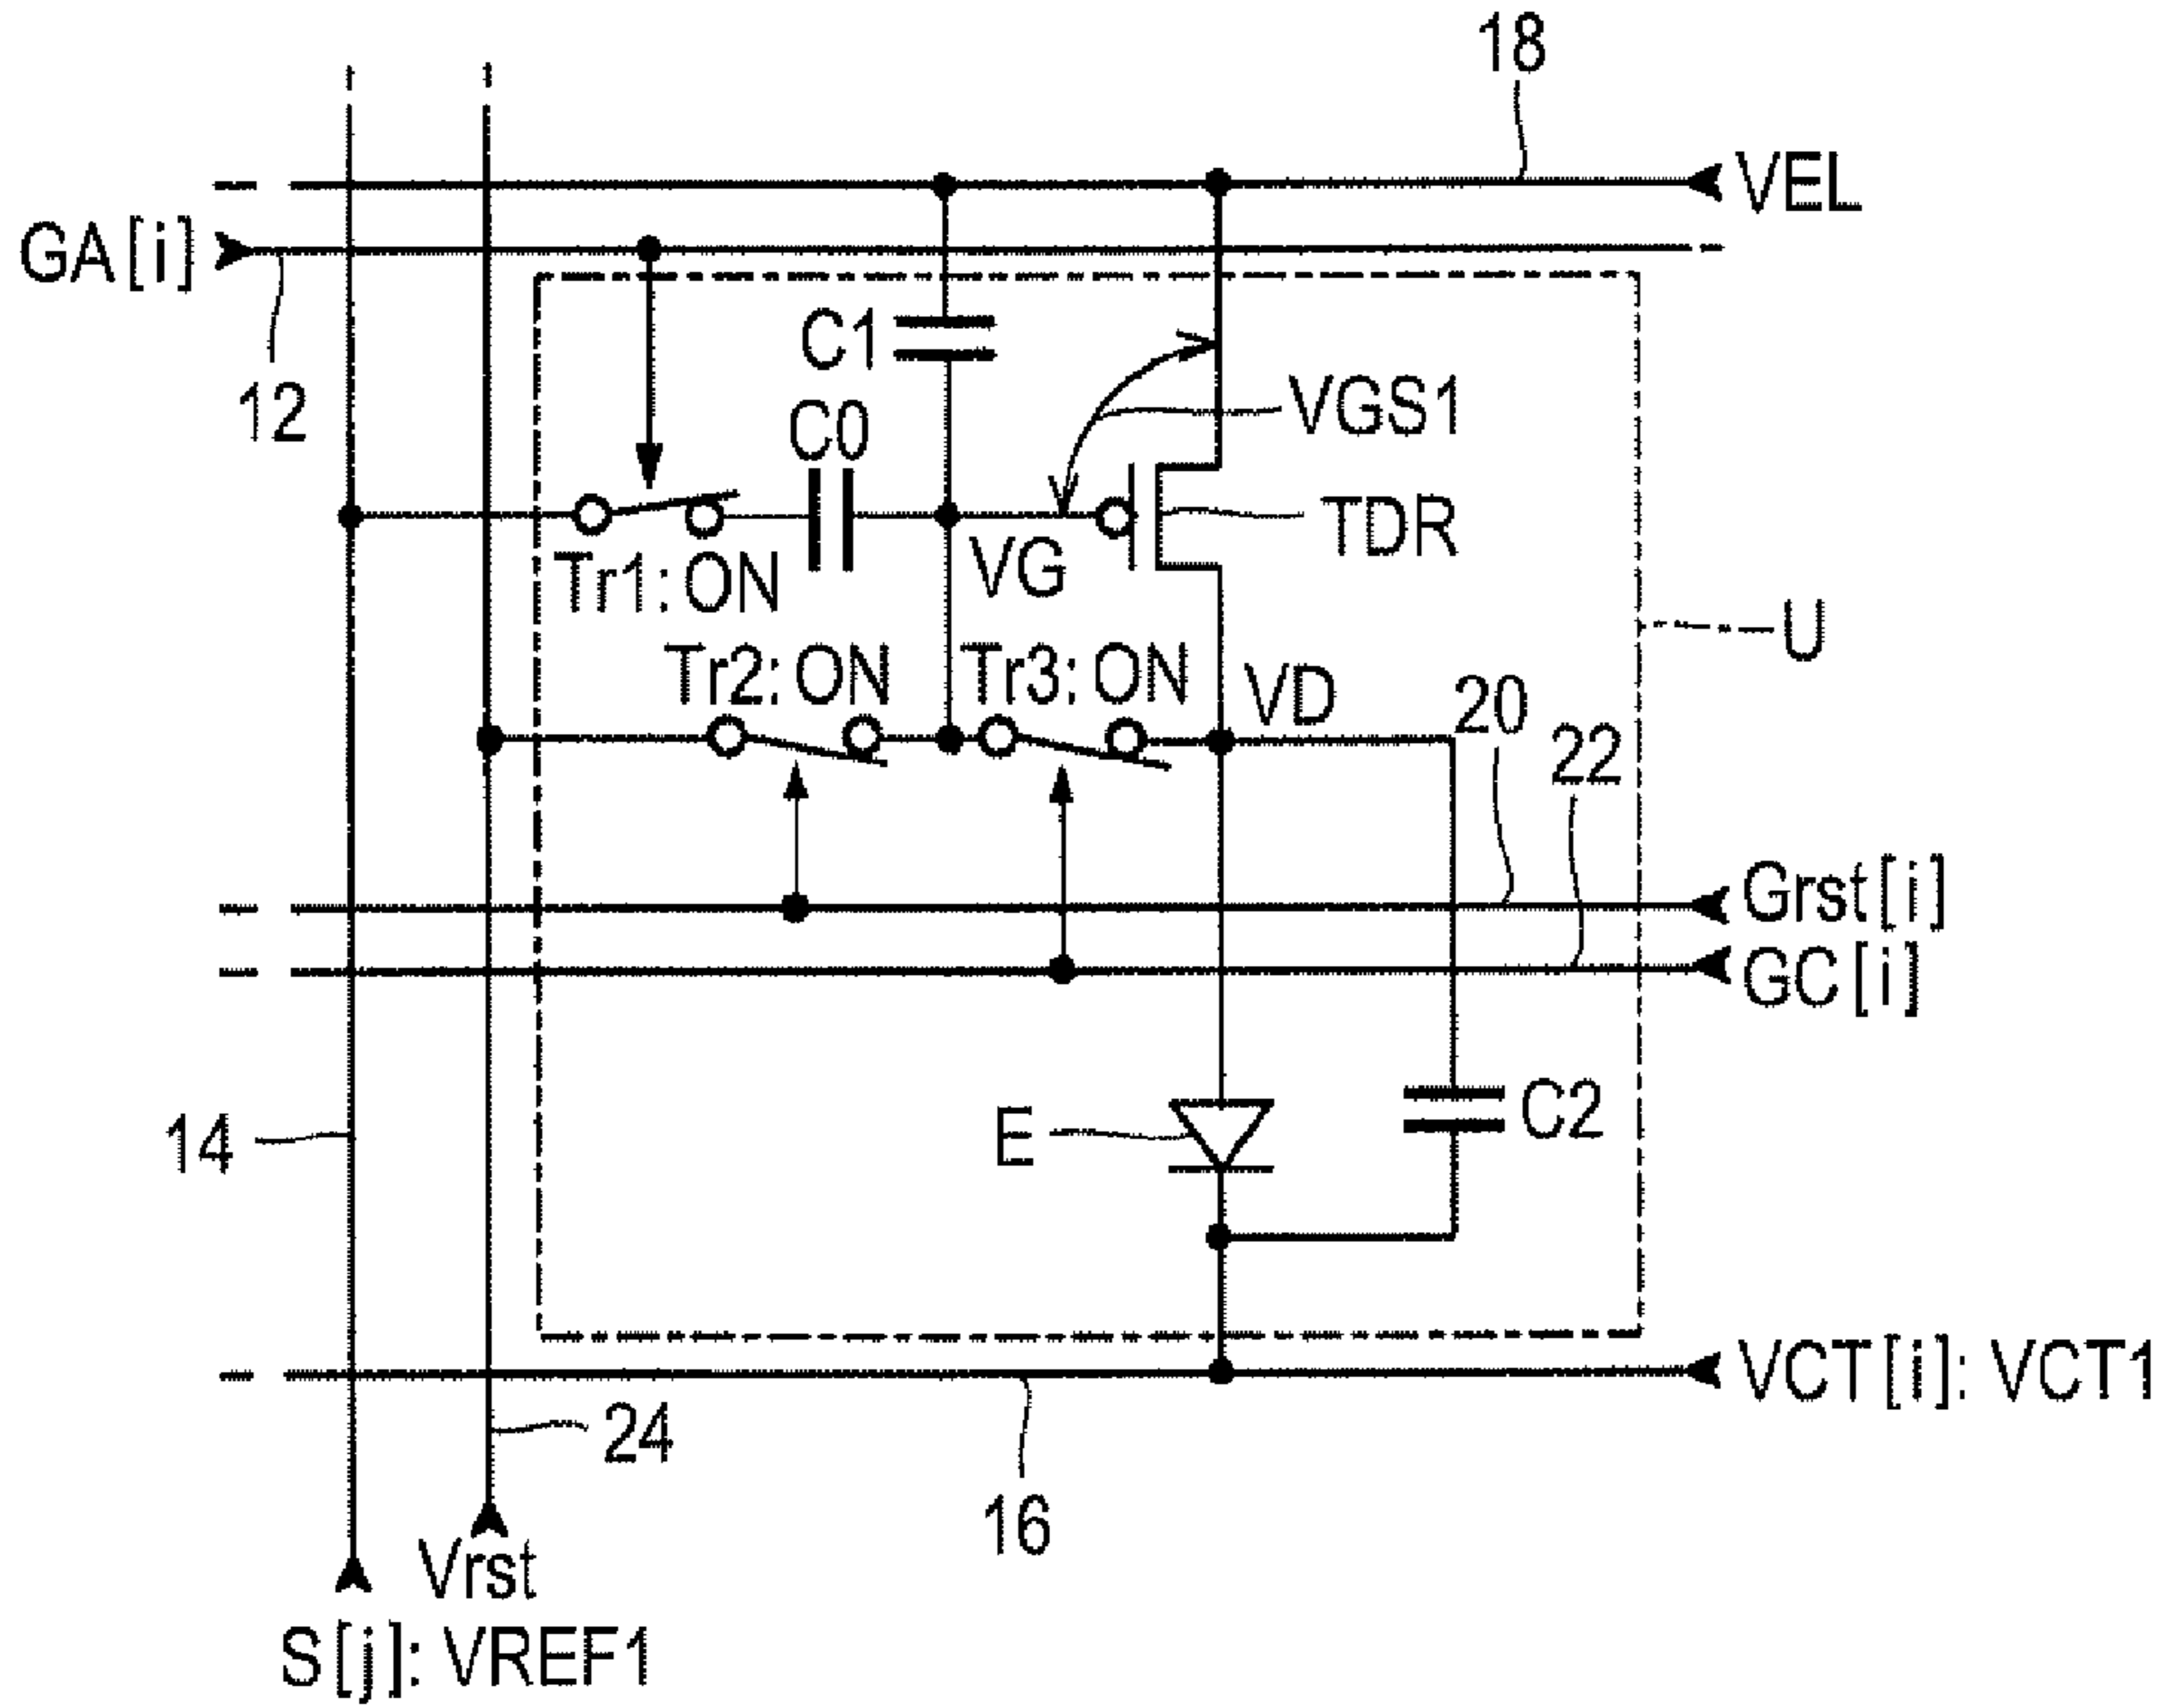 18
VEL
GA[i]
12
C1
C0
VGS1
TDR
Tr1:ON
VG
U
Tr2:ON
Tr3:ON
VD
20
22
Grst[i]
GC[i]
14
E
C2
VCT[i]:VCT1
24
16
Vrst
S[j]:VREF1